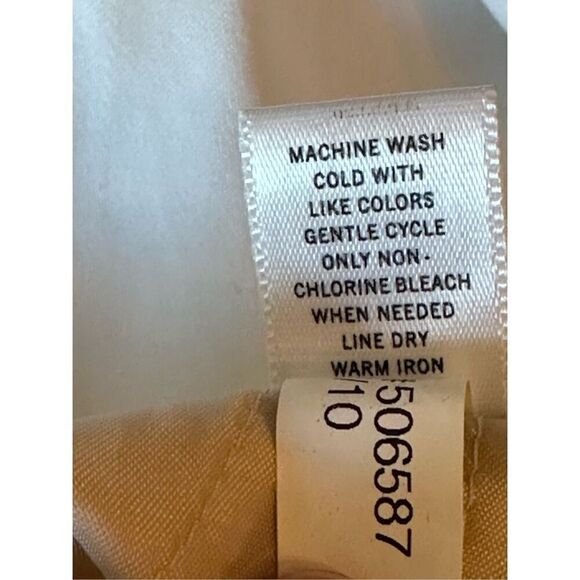 MACHINE WASH
COLD WITH
LIKE COLORS
GENTLE CYCLE
ONLY NON -
CHLORINE BLEACH
WHEN NEEDED
LINE DRY
WARM IRON
506587
/10